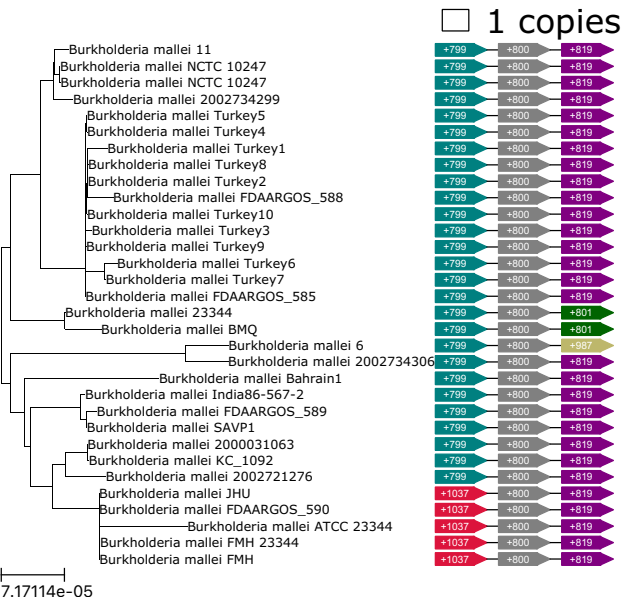 1 copies
Burkholderia mallei 11 +799 +800 +819
Burkholderia mallei NCTC 10247 +799 +800 +819
Burkholderia mallei NCTC 10247 +799 +800 +819
Burkholderia mallei 2002734299 +799 +800 +819
Burkholderia mallei Turkey5 +799 +800 +819
Burkholderia mallei Turkey4 +799 +800 +819
Burkholderia mallei Turkey1 +799 +800 +819
Burkholderia mallei Turkey8 +799 +800 +819
Burkholderia mallei Turkey2 +799 +800 +819
Burkholderia mallei FDAARGOS_588 +799 +800 +819
Burkholderia mallei Turkey10 +799 +800 +819
Burkholderia mallei Turkey3 +799 +800 +819
Burkholderia mallei Turkey9 +799 +800 +819
Burkholderia mallei Turkey6 +799 +800 +819
Burkholderia mallei Turkey7 +799 +800 +819
Burkholderia mallei FDAARGOS_585 +799 +800 +819
Burkholderia mallei 23344 +799 +800 +801
Burkholderia mallei BMQ +799 +800 +801
Burkholderia mallei 6 +799 +800 +987
Burkholderia mallei 2002734306 +799 +800 +819
Burkholderia mallei Bahrain1 +799 +800 +819
Burkholderia mallei India86-567-2 +799 +800 +819
Burkholderia mallei FDAARGOS_589 +799 +800 +819
Burkholderia mallei SAVP1 +799 +800 +819
Burkholderia mallei 2000031063 +799 +800 +819
Burkholderia mallei KC_1092 +799 +800 +819
Burkholderia mallei 2002721276 +799 +800 +819
Burkholderia mallei JHU +1037 +800 +819
Burkholderia mallei FDAARGOS_590 +1037 +800 +819
Burkholderia mallei ATCC 23344 +1037 +800 +819
Burkholderia mallei FMH 23344 +1037 +800 +819
Burkholderia mallei FMH +1037 +800 +819
7.17114e-05